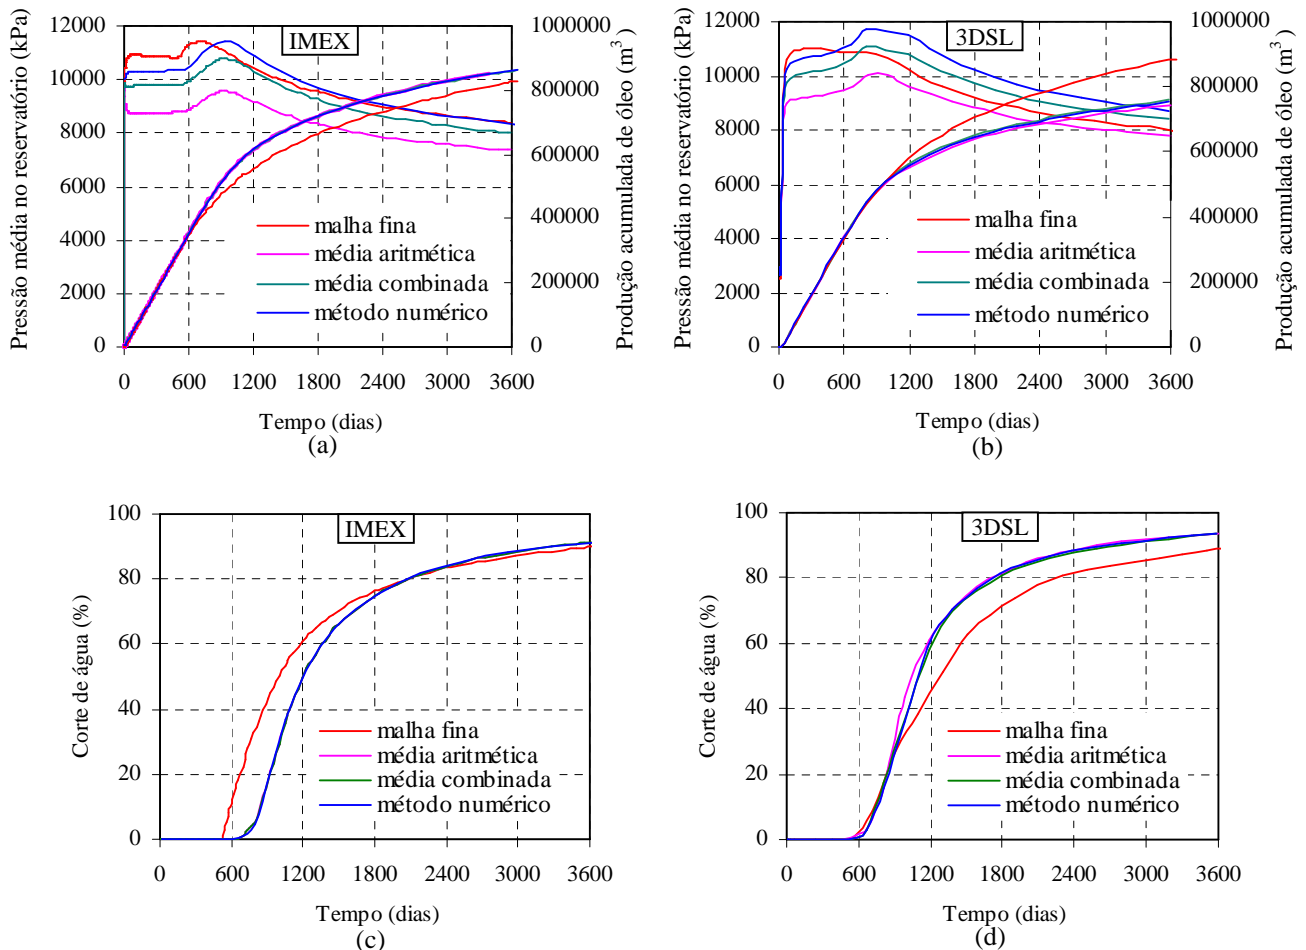 IMEX
Pressão média no reservatório (kPa)
12000
10000
8000
6000
4000
2000
0
1000000
800000
600000
400000
200000
0
Produção acumulada de óleo (m³)
malha fina
média aritmética
média combinada
método numérico
0 600 1200 1800 2400 3000 3600
Tempo (dias)
(a)
3DSL
Pressão média no reservatório (kPa)
12000
10000
8000
6000
4000
2000
0
1000000
800000
600000
400000
200000
0
Produção acumulada de óleo (m³)
malha fina
média aritmética
média combinada
método numérico
0 600 1200 1800 2400 3000 3600
Tempo (dias)
(b)
IMEX
Corte de água (%)
100
80
60
40
20
0
malha fina
média aritmética
média combinada
método numérico
0 600 1200 1800 2400 3000 3600
Tempo (dias)
(c)
3DSL
Corte de água (%)
100
80
60
40
20
0
malha fina
média aritmética
média combinada
método numérico
0 600 1200 1800 2400 3000 3600
Tempo (dias)
(d)